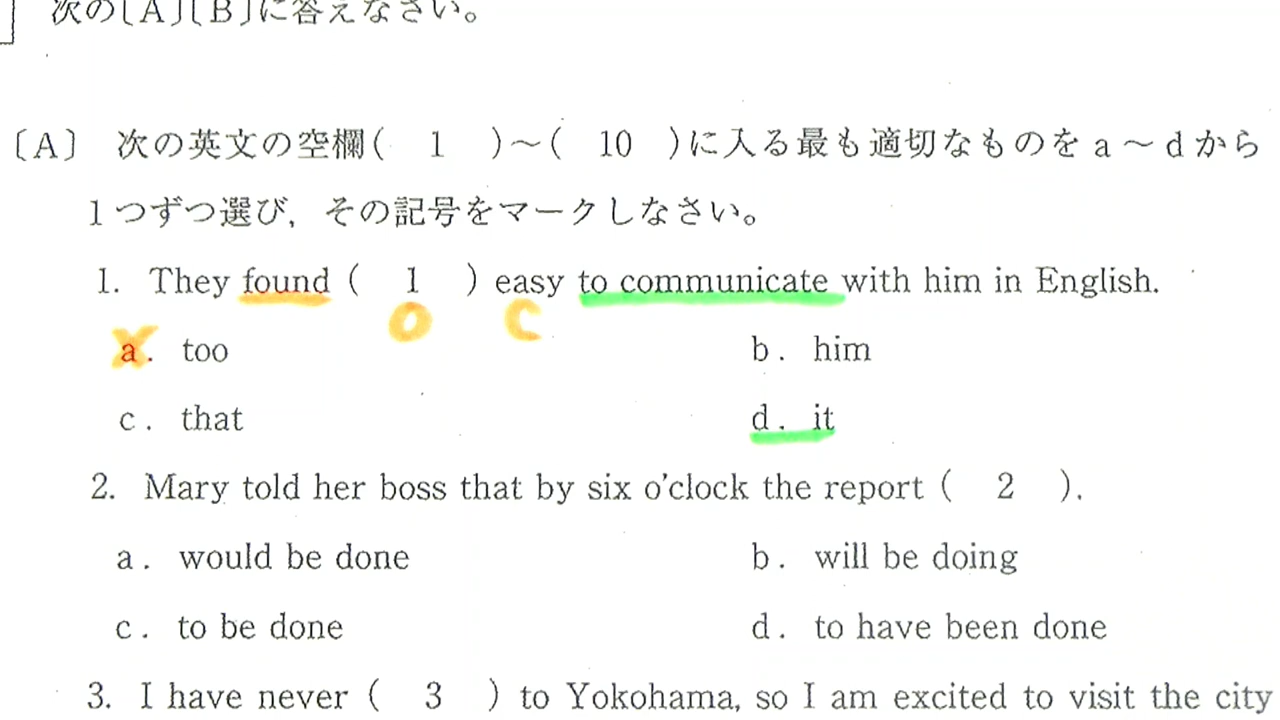 次の〔A〕〔B〕に答えなさい。
〔A〕 次の英文の空欄( 1 )~( 10 )に入る最も適切なものを a ~ d から
1つずつ選び,その記号をマークしなさい。
1. They found ( 1 ) easy to communicate with him in English.
O C
a. too b. him
c. that d. it
2. Mary told her boss that by six o'clock the report ( 2 ).
a. would be done b. will be doing
c. to be done d. to have been done
3. I have never ( 3 ) to Yokohama, so I am excited to visit the city